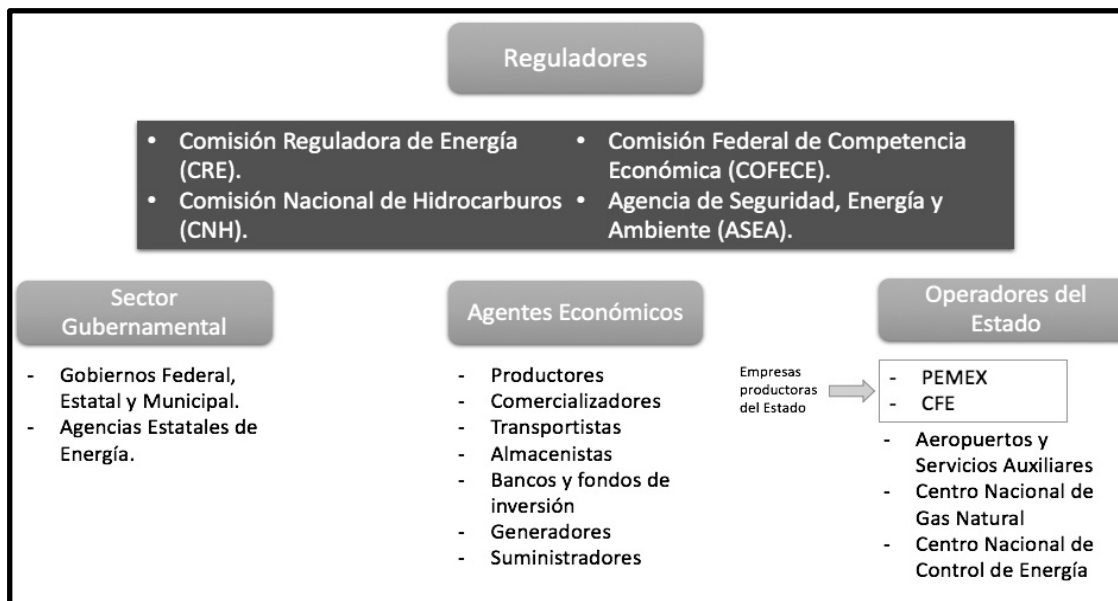 Reguladores
• Comisión Reguladora de Energía
(CRE).
• Comisión Nacional de Hidrocarburos
(CNH).
• Comisión Federal de Competencia
Económica (COFECE).
• Agencia de Seguridad, Energía y
Ambiente (ASEA).
Sector
Gubernamental
- Gobiernos Federal,
Estatal y Municipal.
- Agencias Estatales de
Energía.
Agentes Económicos
- Productores
- Comercializadores
- Transportistas
- Almacenistas
- Bancos y fondos de
inversión
- Generadores
- Suministradores
Operadores del
Estado
Empresas
productoras
del Estado
- PEMEX
- CFE
- Aeropuertos y
Servicios Auxiliares
- Centro Nacional de
Gas Natural
- Centro Nacional de
Control de Energía